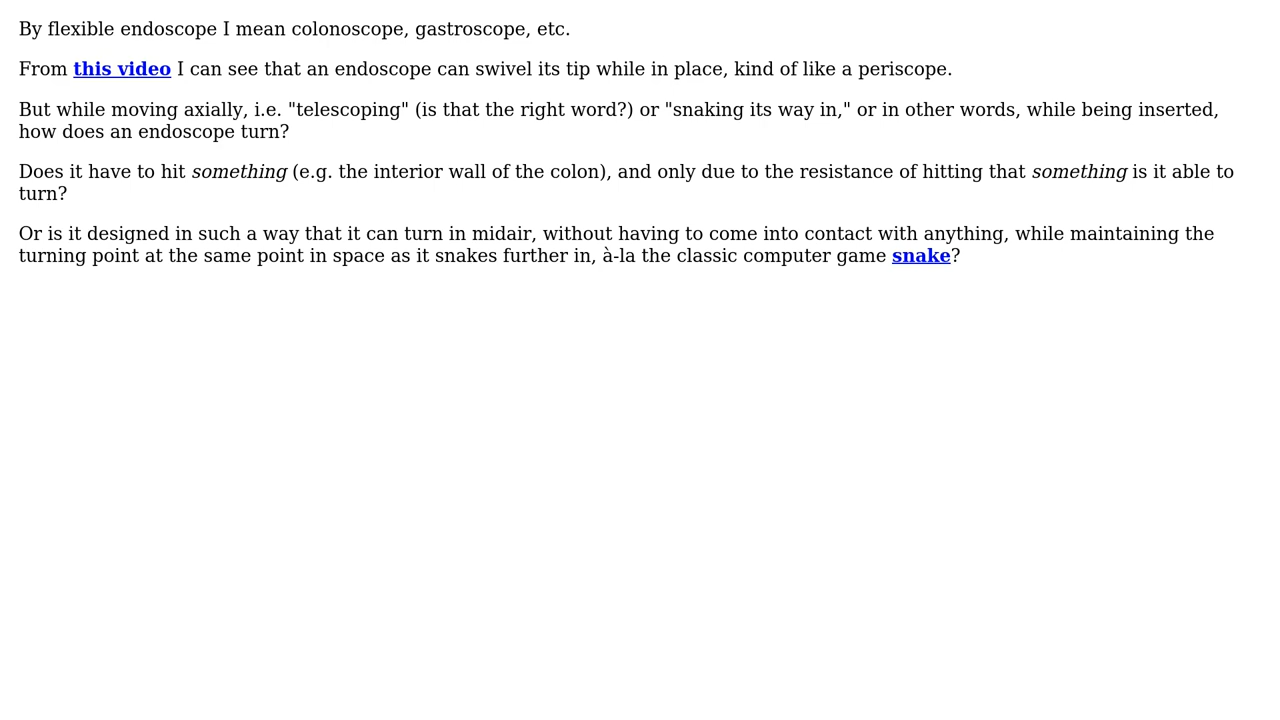 By flexible endoscope I mean colonoscope, gastroscope, etc.
From this video I can see that an endoscope can swivel its tip while in place, kind of like a periscope.
But while moving axially, i.e. "telescoping" (is that the right word?) or "snaking its way in," or in other words, while being inserted,
how does an endoscope turn?
Does it have to hit something (e.g. the interior wall of the colon), and only due to the resistance of hitting that something is it able to
turn?
Or is it designed in such a way that it can turn in midair, without having to come into contact with anything, while maintaining the
turning point at the same point in space as it snakes further in, à-la the classic computer game snake?